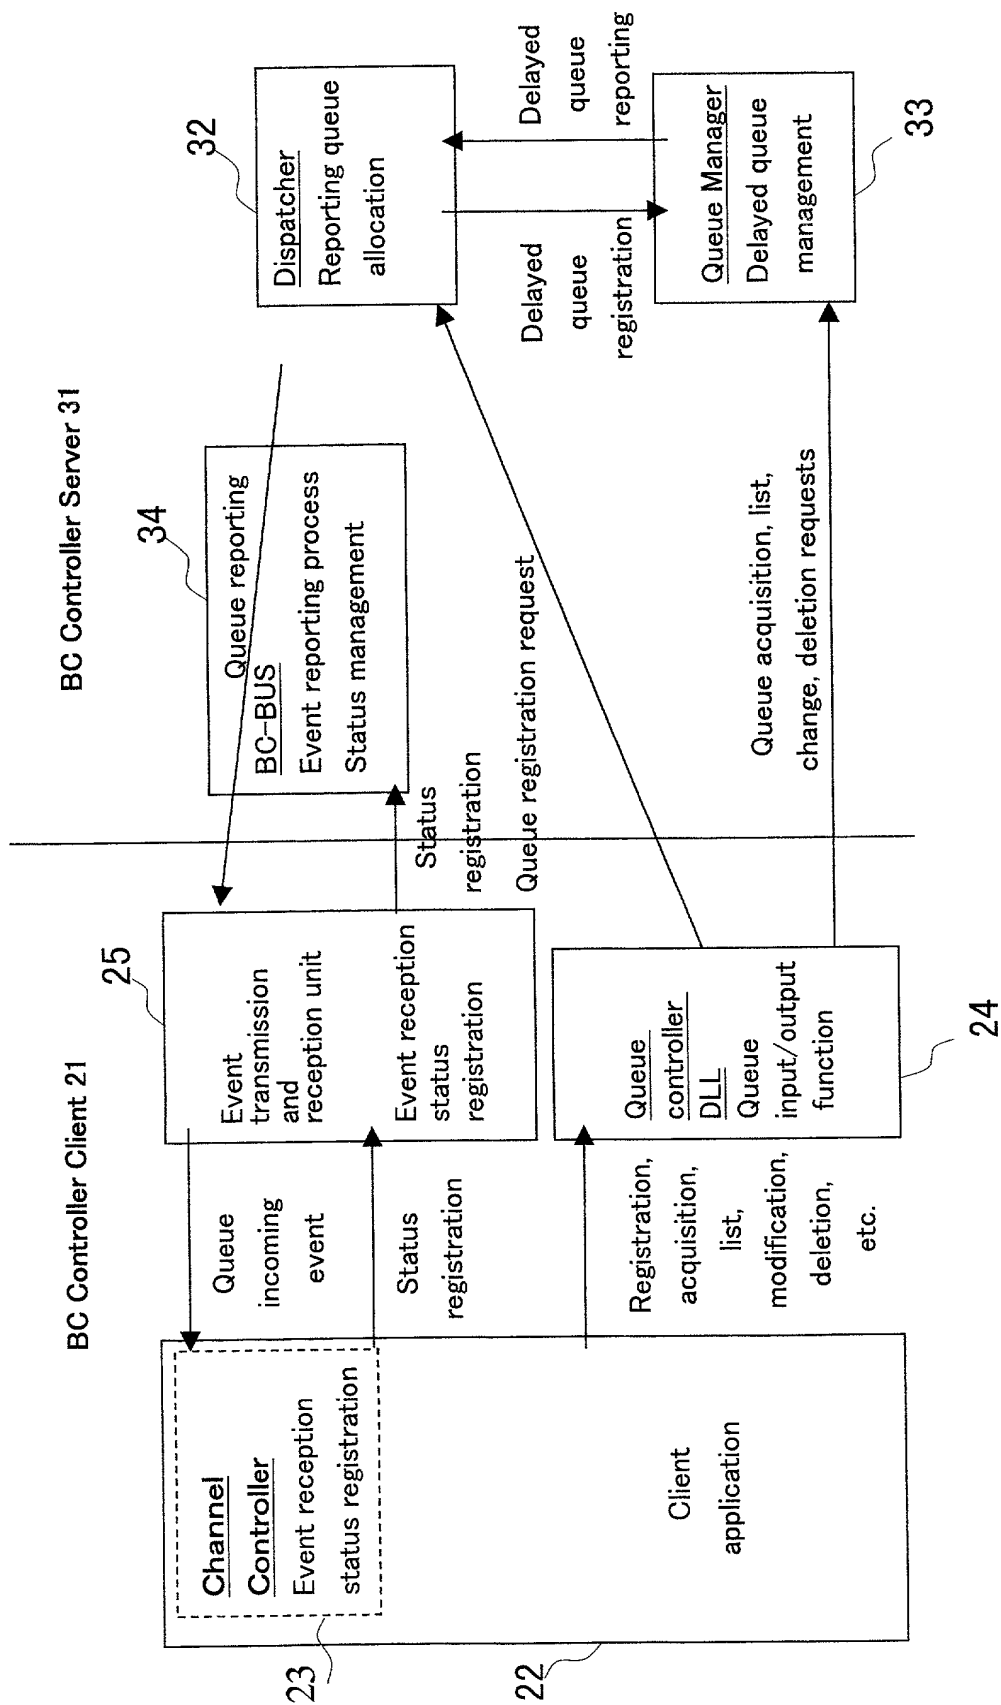 BC Controller Client 21
BC Controller Server 31
23
Channel
Controller
Event reception
status registration
22
Client
application
Queue
incoming
event
Status
registration
Registration,
acquisition,
list,
modification,
deletion,
etc.
25
Event
transmission
and
reception unit
Event reception
status
registration
24
Queue
controller
DLL
Queue
input/output
function
Status
registration
Queue registration request
34
Queue reporting
BC-BUS
Event reporting process
Status management
Queue acquisition, list,
change, deletion requests
32
Dispatcher
Reporting queue
allocation
Delayed
queue
registration
Delayed
queue
reporting
33
Queue Manager
Delayed queue
management